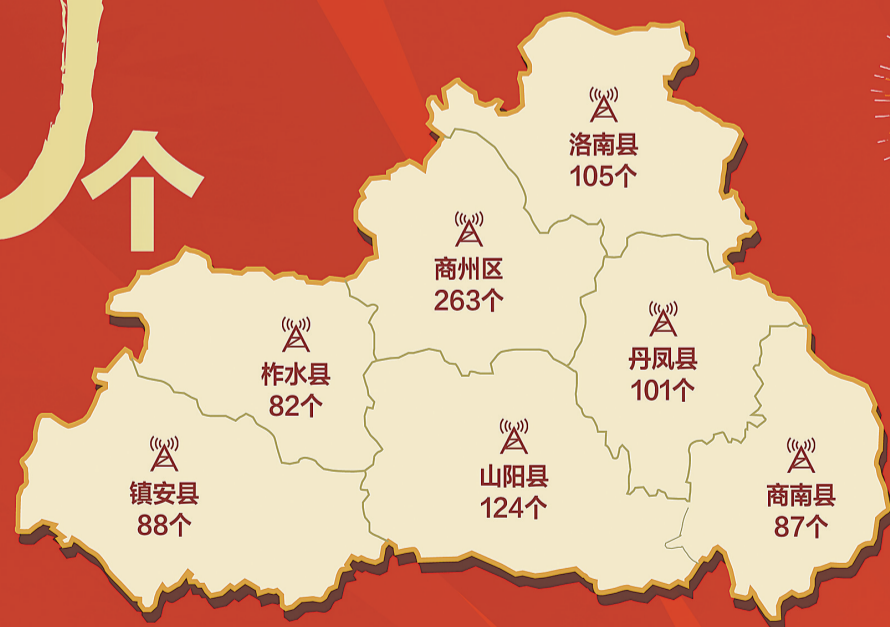 个
洛南县
105个
商州区
263个
丹凤县
101个
柞水县
82个
山阳县
124个
镇安县
88个
商南县
87个